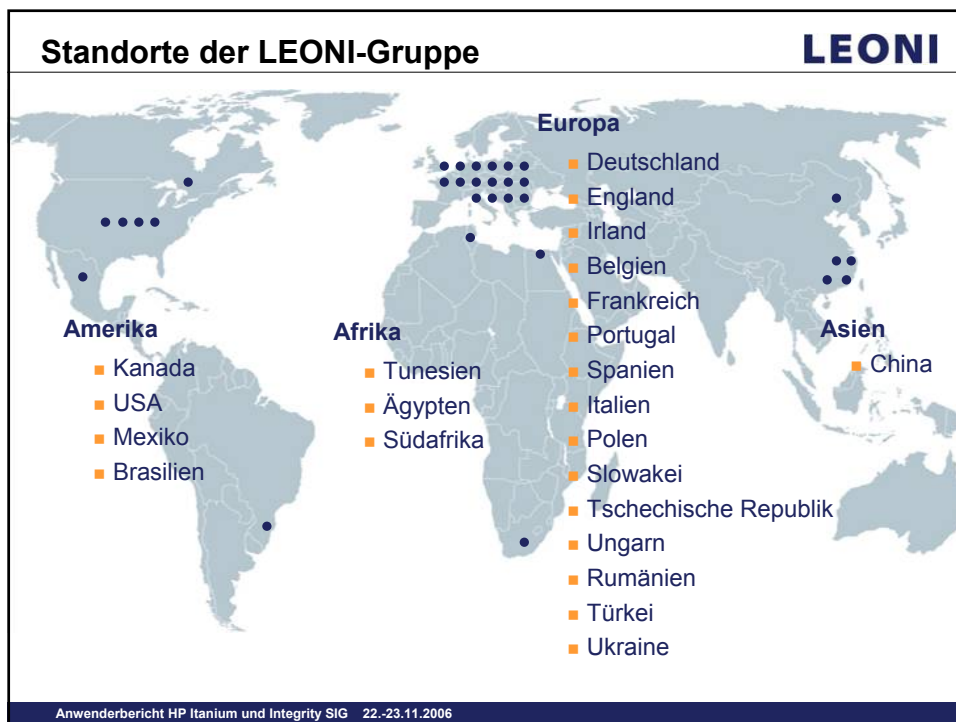 Standorte der LEONI-Gruppe
LEONI
Europa
Deutschland
England
Irland
Belgien
Frankreich
Portugal
Spanien
Italien
Polen
Slowakei
Tschechische Republik
Ungarn
Rumänien
Türkei
Ukraine
Amerika
Kanada
USA
Mexiko
Brasilien
Afrika
Tunesien
Ägypten
Südafrika
Asien
China
Anwenderbericht HP Itanium und Integrity SIG 22.-23.11.2006